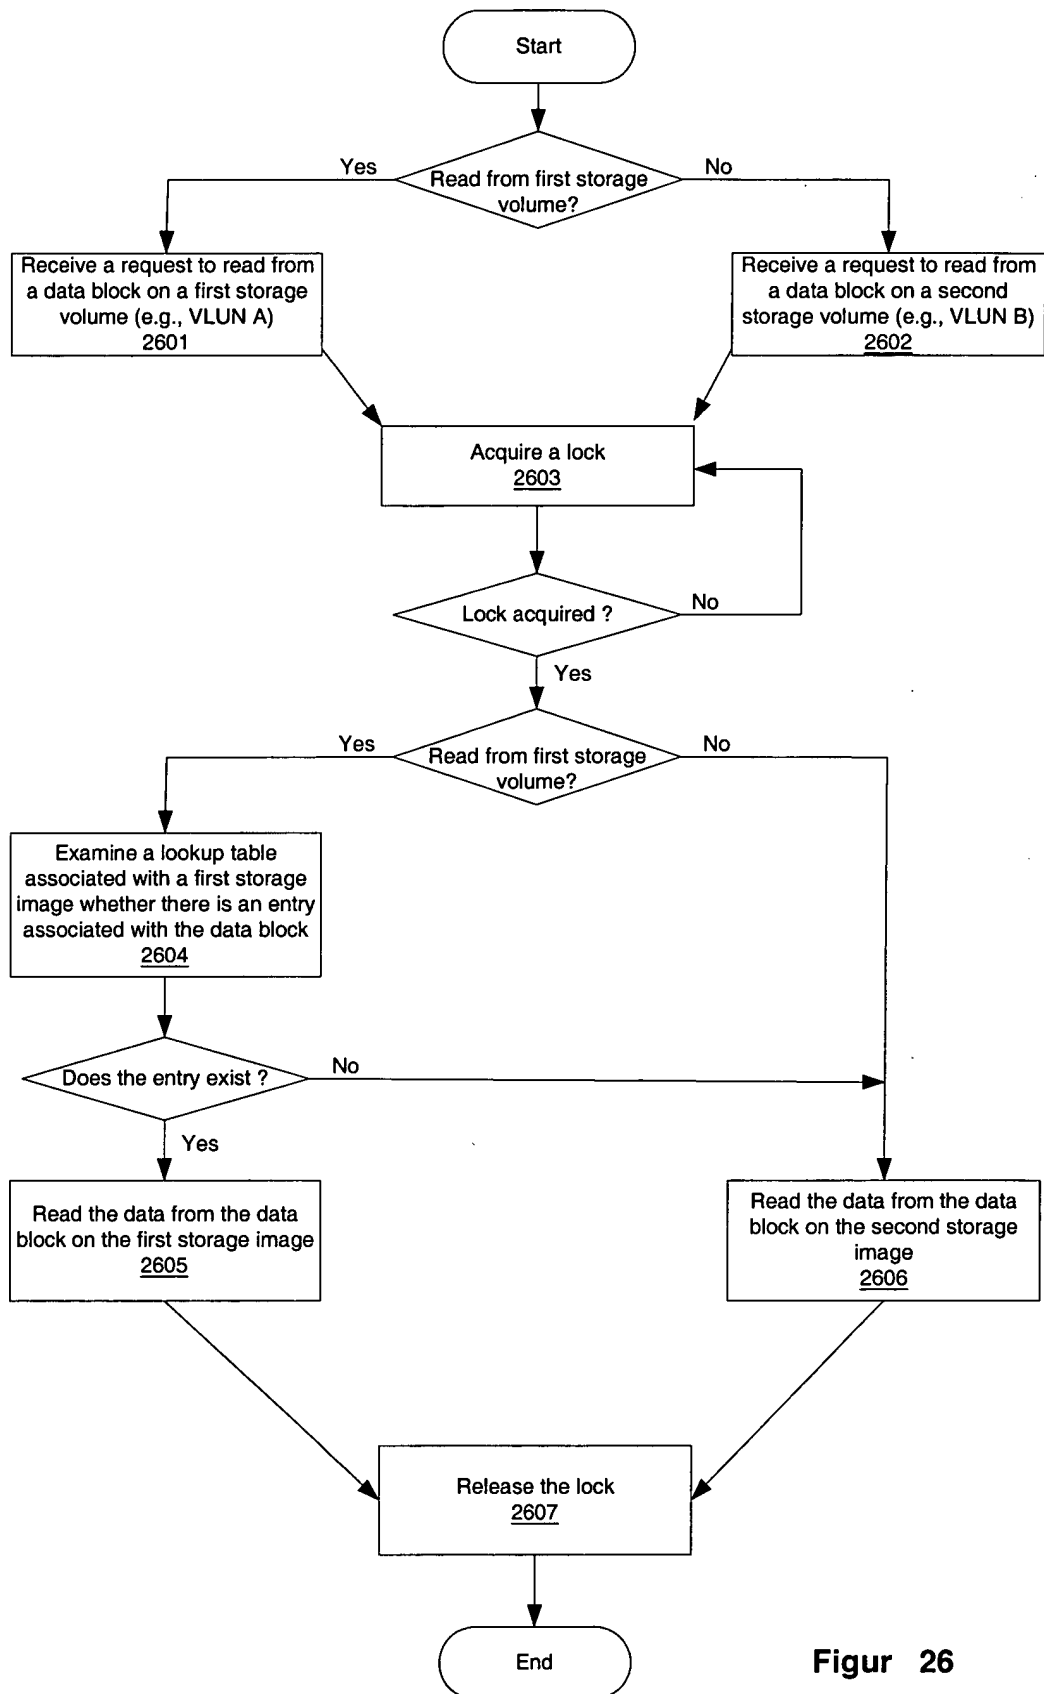 Start
Yes
Read from first storage
volume?
No
Receive a request to read from
a data block on a first storage
volume (e.g., VLUN A)
2601
Receive a request to read from
a data block on a second
storage volume (e.g., VLUN B)
2602
Acquire a lock
2603
Lock acquired ?
No
Yes
Yes
Read from first storage
volume?
No
Examine a lookup table
associated with a first storage
image whether there is an entry
associated with the data block
2604
Does the entry exist ?
No
Yes
Read the data from the data
block on the first storage image
2605
Read the data from the data
block on the second storage
image
2606
Release the lock
2607
End
Figur 26